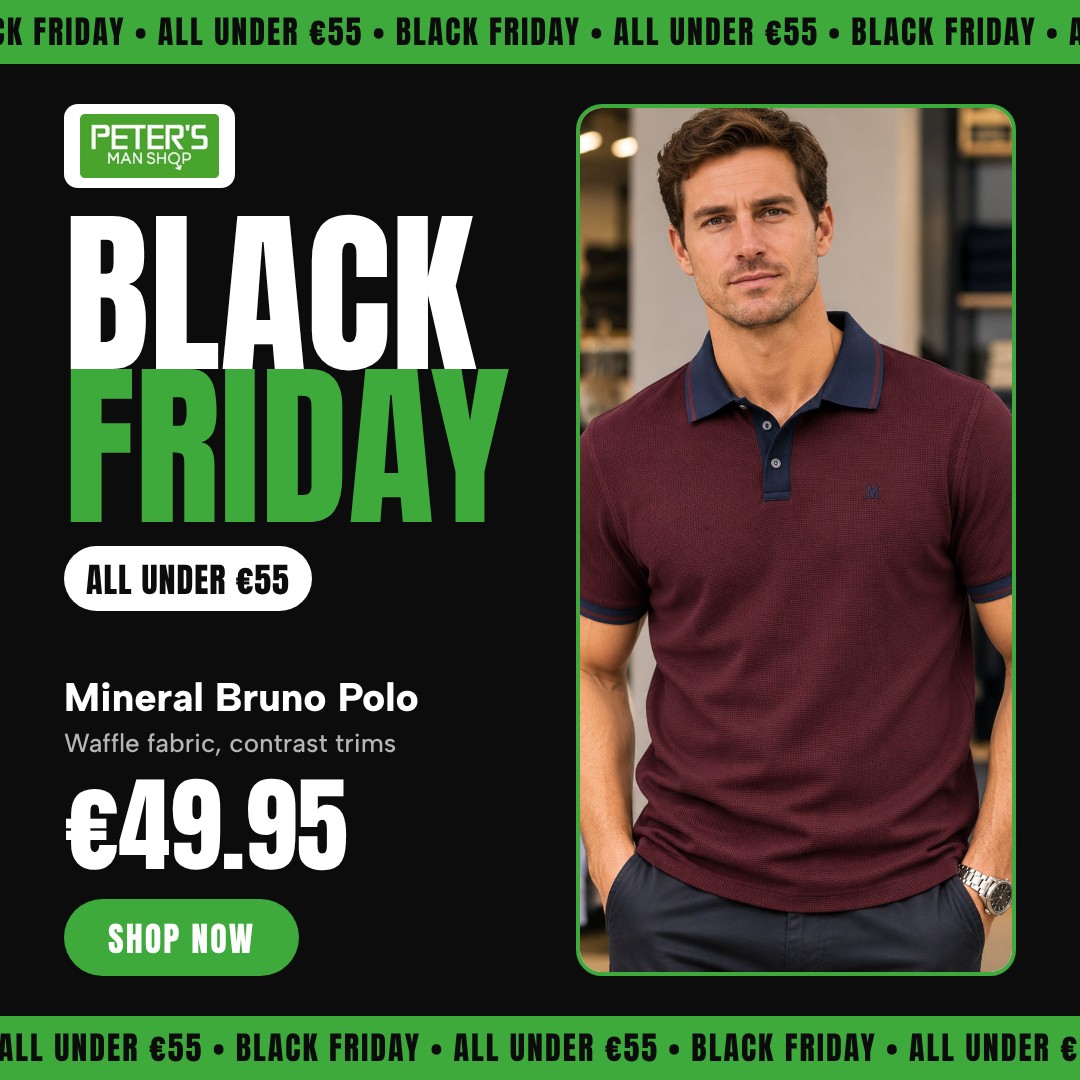 CK FRIDAY • ALL UNDER €55 • BLACK FRIDAY • ALL UNDER €55 • BLACK FRIDAY • A
PETER'S
MAN SHOP
BLACK
FRIDAY
ALL UNDER €55
Mineral Bruno Polo
Waffle fabric, contrast trims
€49.95
SHOP NOW
ALL UNDER €55 • BLACK FRIDAY • ALL UNDER €55 • BLACK FRIDAY • ALL UNDER €